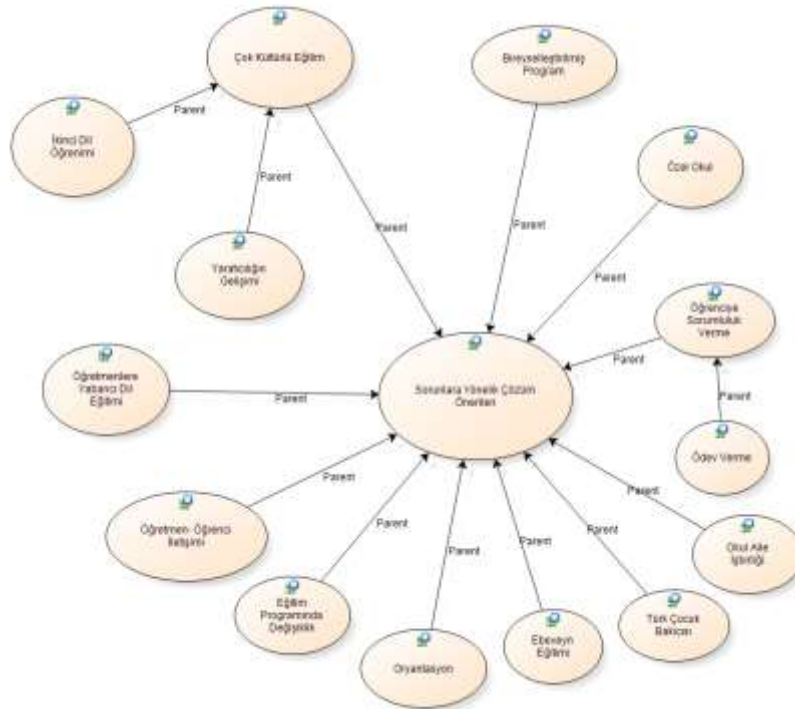 Çok Kültürlü Eğitim
Bireyselleştirilmiş
Program
Parent
İkinci Dil
Öğrenimi
Özel Okul
Parent
Parent
Yaratıcılığın
Gelişimi
Parent
Parent
Öğrenciye
Sorumluluk
Verme
Parent
Öğretmenlere
Yabancı Dil
Eğitimi
Parent
Sorunlara Yönelik Çözüm
Önerileri
Parent
Ödev Verme
Parent
Öğretmen- Öğrenci
İletişimi
Parent
Parent
Parent
Parent
Parent
Okul Aile
İşbirliği
Eğitim
Programında
Değişiklik
Oryantasyon
Ebeveyn
Eğitimi
Türk Çocuk
Bakıcısı